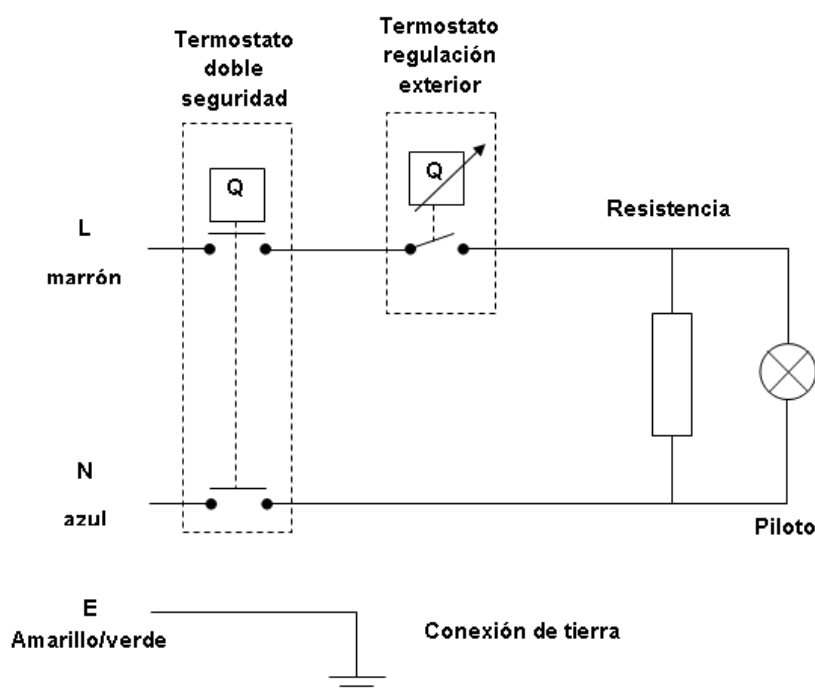 Termostato
doble
seguridad
Termostato
regulación
exterior
Q
Q
Resistencia
L
marrón
N
azul
Piloto
E
Amarillo/verde
Conexión de tierra